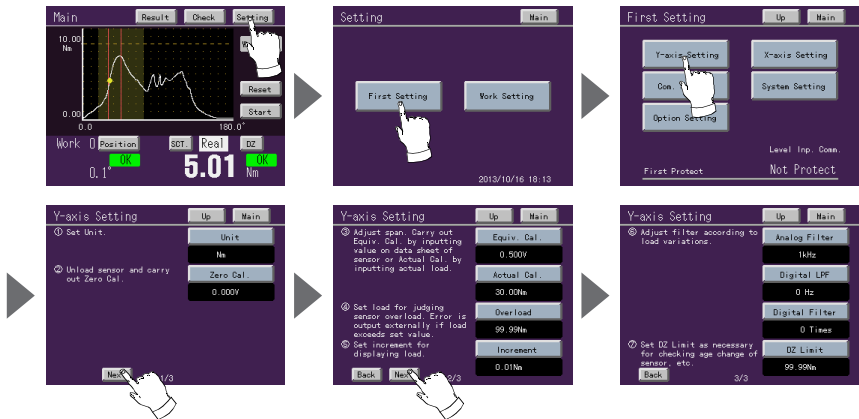 Main Result Check Setting
10.00
Nm
Reset
0.00 Start
0.0 180.0°
Work 0 Position SCT. Real DZ
OK OK
0.1° 5.01 Nm
Setting Main
First Setting Work Setting
2013/10/16 18:13
First Setting Up Main
Y-axis Setting X-axis Setting
Com. System Setting
Option Setting
Level Inp. Comm.
First Protect Not Protect
Y-axis Setting Up Main
① Set Unit. Unit
Nm
② Unload sensor and carry Zero Cal.
out Zero Cal.
0.000V
Next 1/3
Y-axis Setting Up Main
③ Adjust span. Carry out Equiv. Cal.
Equiv. Cal. by inputting
value on data sheet of 0.500V
sensor or Actual Cal. by
inputting actual load. Actual Cal.
30.00Nm
④ Set load for judging Overload
sensor overload. Error is
output externally if load 99.99Nm
exceeds set value.
⑤ Set increment for Increment
displaying load.
0.01Nm
Back Next 2/3
Y-axis Setting Up Main
⑥ Adjust filter according to Analog Filter
load variations.
1kHz
Digital LPF
0 Hz
Digital Filter
0 Times
⑦ Set DZ Limit as necessary DZ Limit
for checking age change of
sensor, etc. 99.99Nm
Back 3/3